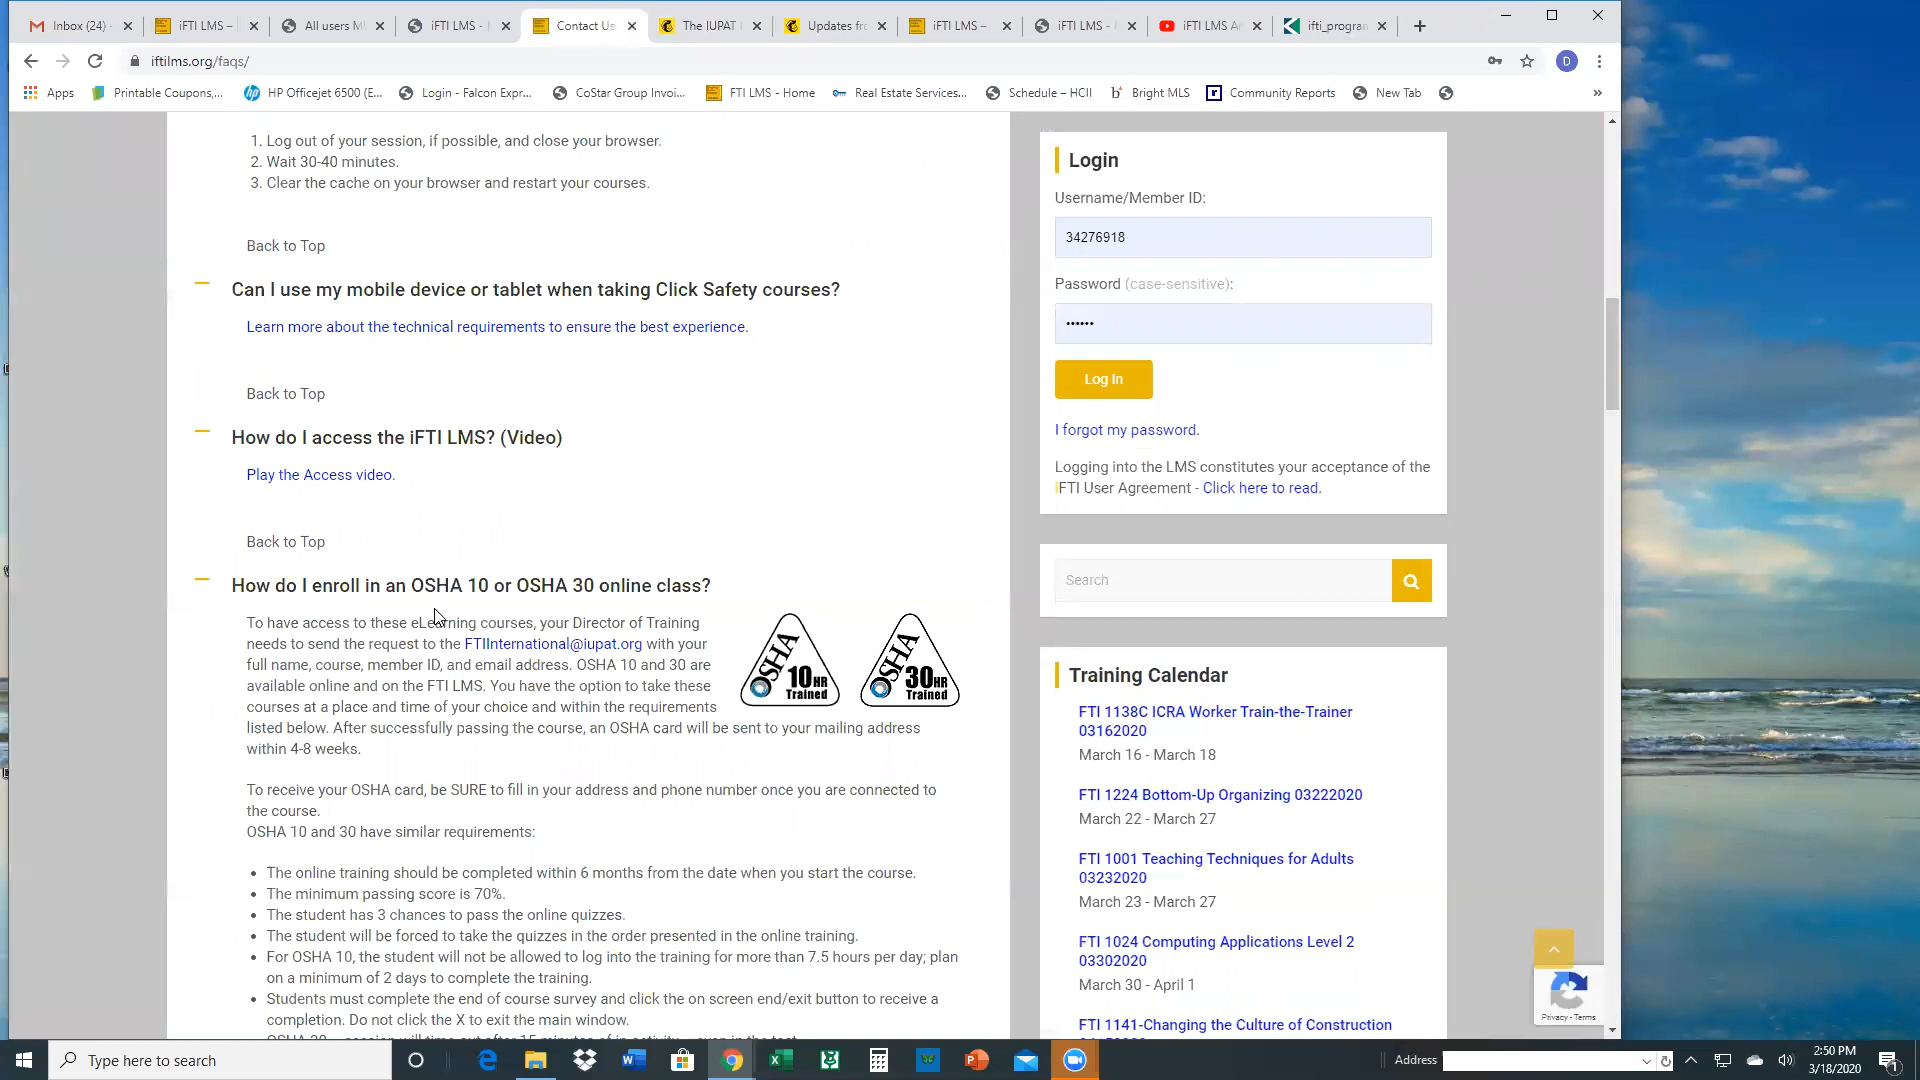 Inbox (24)
iFTI LMS –
All users
iFTI LMS -
Contact Us
The IUPAT
Updates fro
iFTI LMS –
iFTI LMS -
iFTI LMS
ifti_program
iftilms.org/faqs/
D
Apps
Printable Coupons,...
HP Officejet 6500 (E...
Login - Falcon Expr...
CoStar Group Invoi...
FTI LMS - Home
Real Estate Services...
Schedule – HCII
Bright MLS
Community Reports
New Tab
1. Log out of your session, if possible, and close your browser.
2. Wait 30-40 minutes.
3. Clear the cache on your browser and restart your courses.
Back to Top
Can I use my mobile device or tablet when taking Click Safety courses?
Learn more about the technical requirements to ensure the best experience.
Back to Top
How do I access the iFTI LMS? (Video)
Play the Access video.
Back to Top
How do I enroll in an OSHA 10 or OSHA 30 online class?
To have access to these eLearning courses, your Director of Training
needs to send the request to the FTIInternational@iupat.org with your
full name, course, member ID, and email address. OSHA 10 and 30 are
available online and on the FTI LMS. You have the option to take these
courses at a place and time of your choice and within the requirements
listed below. After successfully passing the course, an OSHA card will be sent to your mailing address
within 4-8 weeks.
OSHA
10HR
Trained
OSHA
30HR
Trained
To receive your OSHA card, be SURE to fill in your address and phone number once you are connected to
the course.
OSHA 10 and 30 have similar requirements:
• The online training should be completed within 6 months from the date when you start the course.
• The minimum passing score is 70%.
• The student has 3 chances to pass the online quizzes.
• The student will be forced to take the quizzes in the order presented in the online training.
• For OSHA 10, the student will not be allowed to log into the training for more than 7.5 hours per day; plan
on a minimum of 2 days to complete the training.
• Students must complete the end of course survey and click the on screen end/exit button to receive a
completion. Do not click the X to exit the main window.
Login
Username/Member ID:
34276918
Password (case-sensitive):
••••••
Log In
I forgot my password.
Logging into the LMS constitutes your acceptance of the
iFTI User Agreement - Click here to read.
Search
Training Calendar
FTI 1138C ICRA Worker Train-the-Trainer
03162020
March 16 - March 18
FTI 1224 Bottom-Up Organizing 03222020
March 22 - March 27
FTI 1001 Teaching Techniques for Adults
03232020
March 23 - March 27
FTI 1024 Computing Applications Level 2
03302020
March 30 - April 1
FTI 1141-Changing the Culture of Construction
Privacy - Terms
Type here to search
Address
2:50 PM
3/18/2020
1